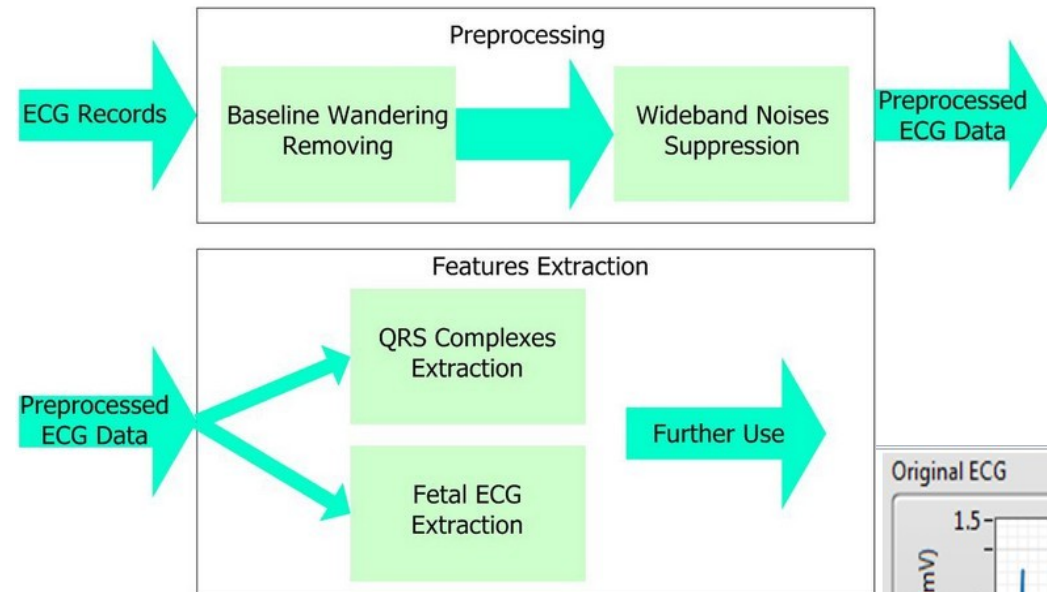 Preprocessing
ECG Records
Baseline Wandering
Removing
Wideband Noises
Suppression
Preprocessed
ECG Data
Features Extraction
Preprocessed
ECG Data
QRS Complexes
Extraction
Fetal ECG
Extraction
Further Use
Original ECG
1.5
mV)